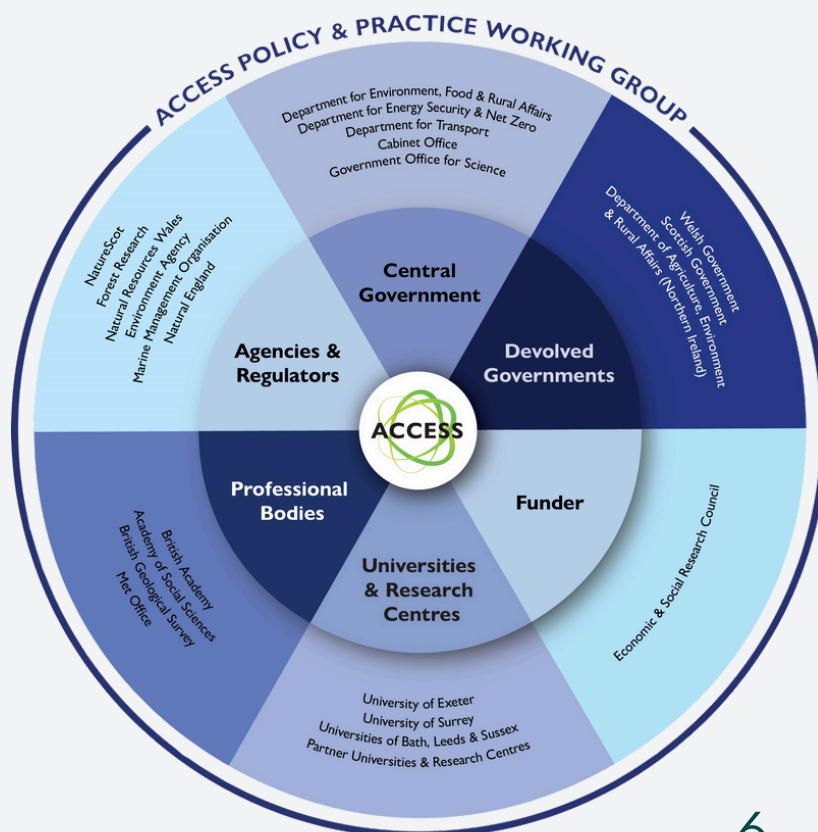 ACCESS POLICY & PRACTICE WORKING GROUP
Department for Environment, Food & Rural Affairs
Department for Energy Security & Net Zero
Department for Transport
Cabinet Office
Government Office for Science
Central
Government
Welsh Government
Scottish Government
Department of Agriculture, Environment
& Rural Affairs (Northern Ireland)
Devolved
Governments
Economic & Social Research Council
Funder
Universities
& Research
Centres
University of Exeter
University of Surrey
Universities of Bath, Leeds & Sussex
Partner Universities & Research Centres
Professional
Bodies
British Academy
Academy of Social Sciences
British Geological Survey
Met Office
Agencies &
Regulators
NatureScot
Forest Research
Natural Resources Wales
Environment Agency
Marine Management Organisation
Natural England
ACCESS
6